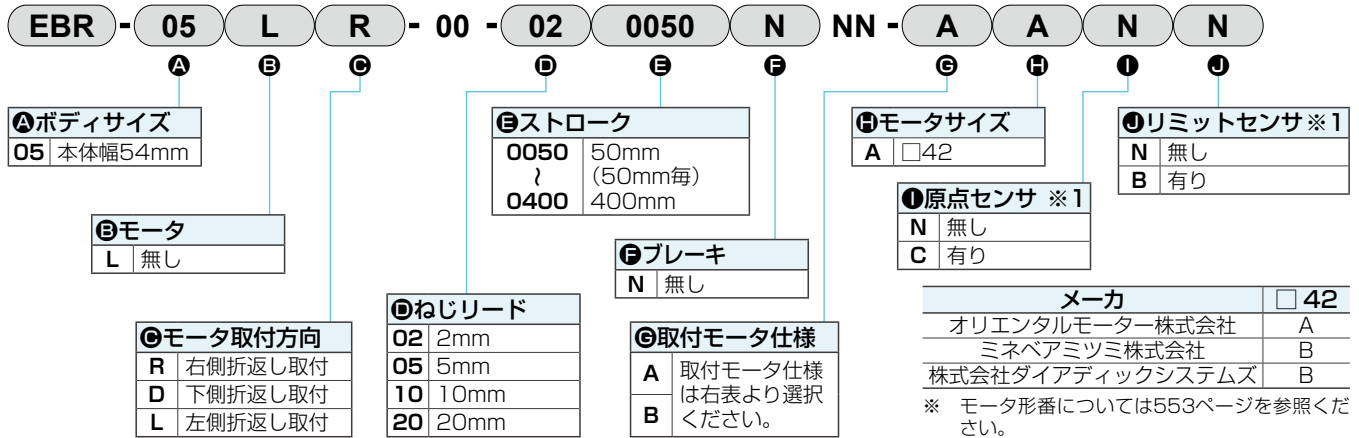 EBR - 05 L R - 00 - 02 0050 N NN - A A N N
Ⓐ Ⓑ Ⓒ Ⓓ Ⓔ Ⓕ Ⓖ Ⓗ Ⓘ Ⓙ
Ⓐボディサイズ
05 本体幅54mm
Ⓑモータ
L 無し
Ⓒモータ取付方向
R 右側折返し取付
D 下側折返し取付
L 左側折返し取付
Ⓓねじリード
02 2mm
05 5mm
10 10mm
20 20mm
Ⓔストローク
0050 50mm
～ (50mm毎)
0400 400mm
Ⓕブレーキ
N 無し
Ⓖ取付モータ仕様
A 取付モータ仕様
は右表より選択
B ください。
Ⓗモータサイズ
A □42
Ⓘ原点センサ ※1
N 無し
C 有り
Ⓙリミットセンサ※1
N 無し
B 有り
メーカ □ 42
オリエンタルモーター株式会社 A
ミネベアミツミ株式会社 B
株式会社ダイアディックシステムズ B
※ モータ形番については553ページを参照くだ
さい。